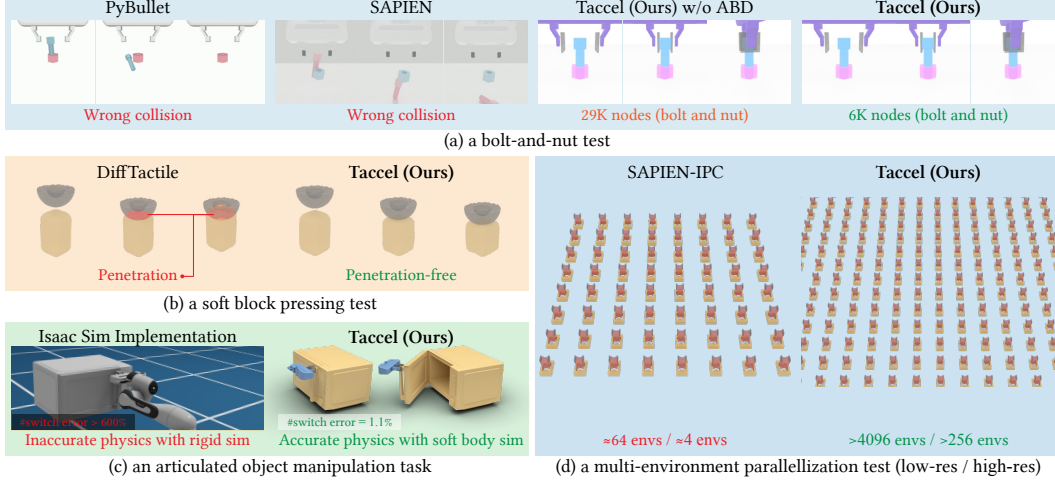 PyBullet
SAPIEN
Taccel (Ours) w/o ABD
Taccel (Ours)
Wrong collision
Wrong collision
29K nodes (bolt and nut)
6K nodes (bolt and nut)
(a) a bolt-and-nut test
DiffTactile
Taccel (Ours)
Penetration
Penetration-free
(b) a soft block pressing test
Isaac Sim Implementation
Taccel (Ours)
#switch error > 600%
#switch error = 1.1%
Inaccurate physics with rigid sim
Accurate physics with soft body sim
(c) an articulated object manipulation task
SAPIEN-IPC
Taccel (Ours)
≈64 envs / ≈4 envs
>4096 envs / >256 envs
(d) a multi-environment parallellization test (low-res / high-res)